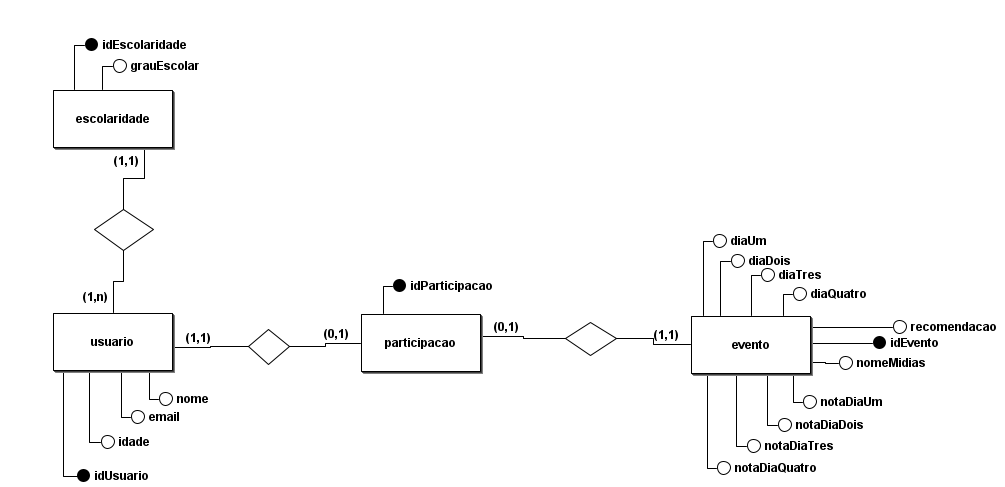 idEscolaridade
grauEscolar
escolaridade
(1,1)
(1,n)
usuario
(1,1)
(0,1)
nome
email
idade
idUsuario
idParticipacao
participacao
(0,1)
(1,1)
diaUm
diaDois
diaTres
diaQuatro
recomendacao
idEvento
nomeMidias
evento
notaDiaUm
notaDiaDois
notaDiaTres
notaDiaQuatro